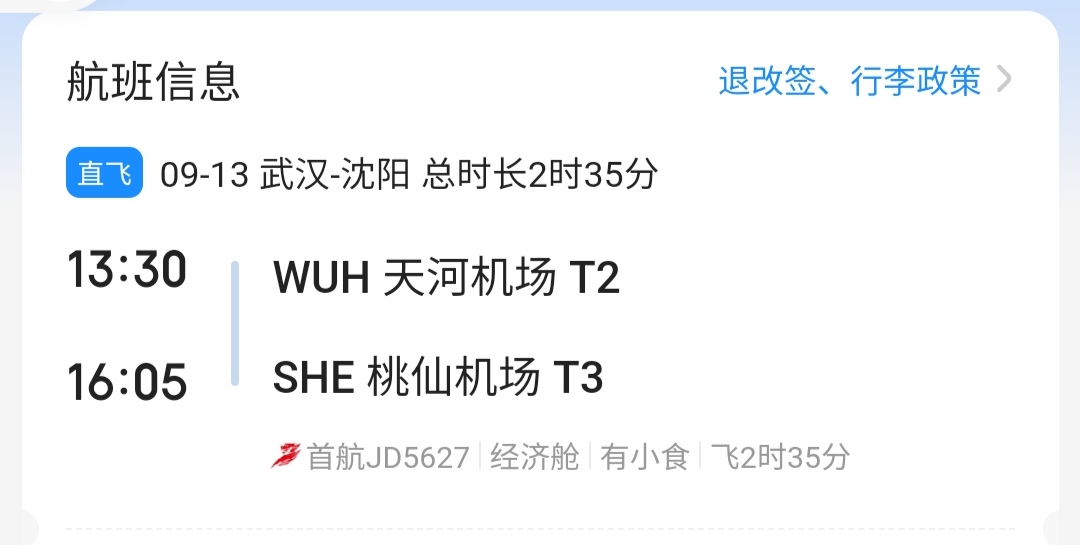 航班信息 退改签、行李政策
直飞 09-13 武汉-沈阳 总时长2时35分
13:30 WUH 天河机场 T2
16:05 SHE 桃仙机场 T3
首航JD5627 经济舱 有小食 飞2时35分